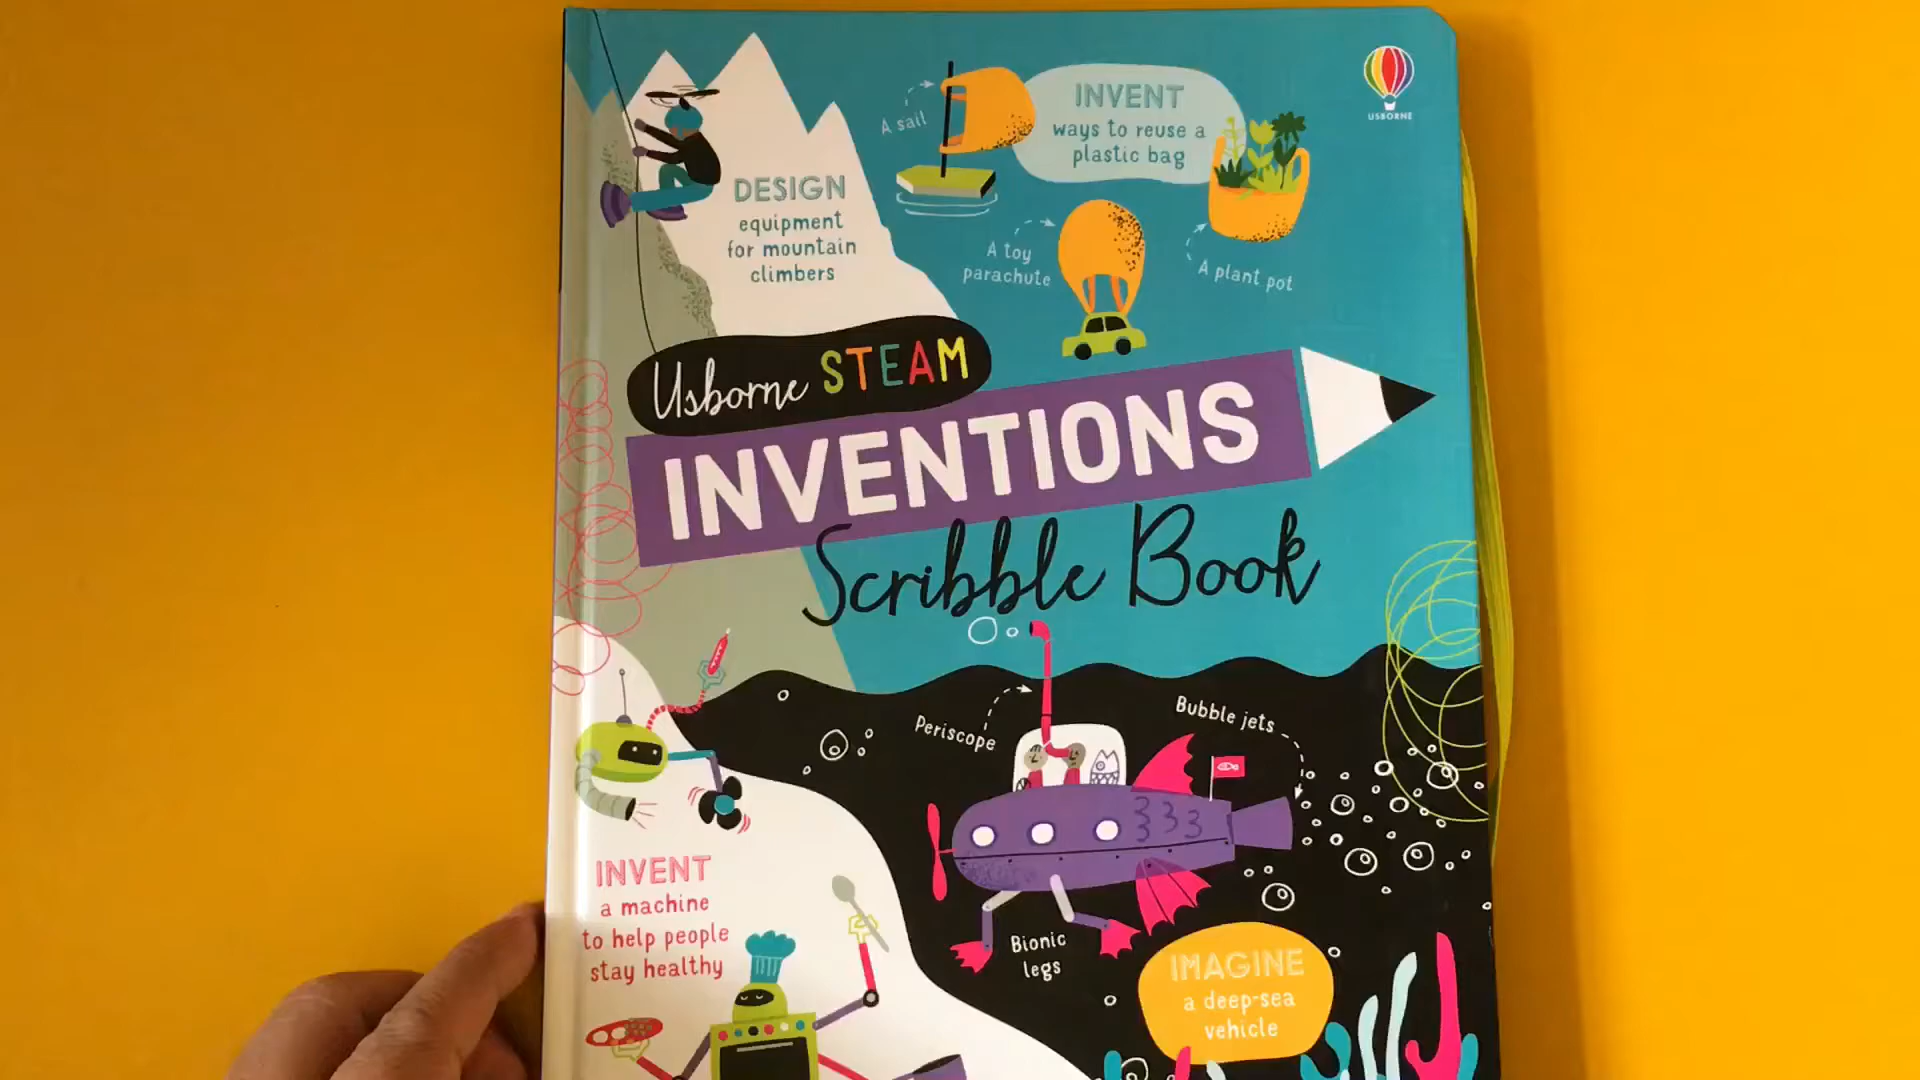 USBORNE
A sail
INVENT
ways to reuse a
plastic bag
DESIGN
equipment
for mountain
climbers
A toy
parachute
A plant pot
Usborne STEAM
INVENTIONS
Scribble Book
Periscope
Bubble jets
INVENT
a machine
to help people
stay healthy
Bionic
legs
IMAGINE
a deep-sea
vehicle